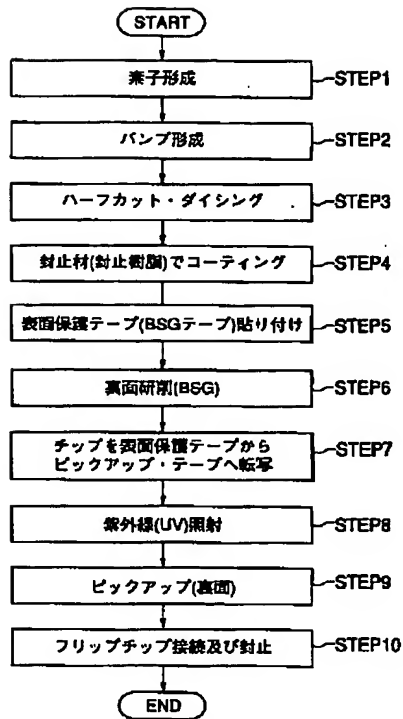 START
素子形成 STEP1
バンプ形成 STEP2
ハーフカット・ダイシング STEP3
封止材(封止樹脂)でコーティング STEP4
表面保護テープ(BSGテープ)貼り付け STEP5
裏面研削(BSG) STEP6
チップを表面保護テープから
ピックアップ・テープへ転写 STEP7
紫外線(UV)照射 STEP8
ピックアップ(裏面) STEP9
フリップチップ接続及び封止 STEP10
END